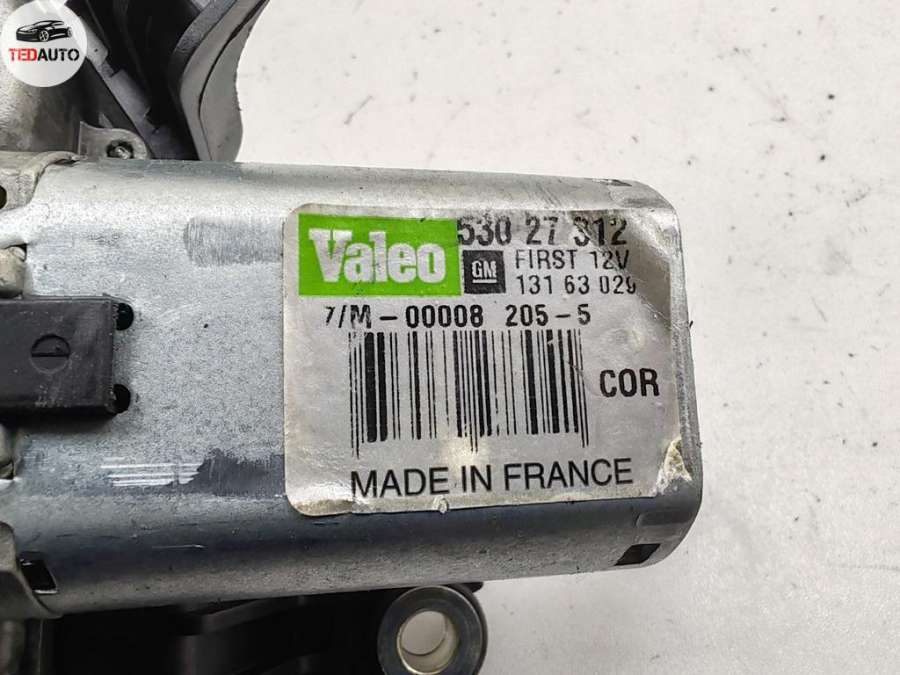 TEDAUTO
Valeo
530 27 312
GM
FIRST 12V
131 63 029
7/M-00008 205-5
COR
MADE IN FRANCE